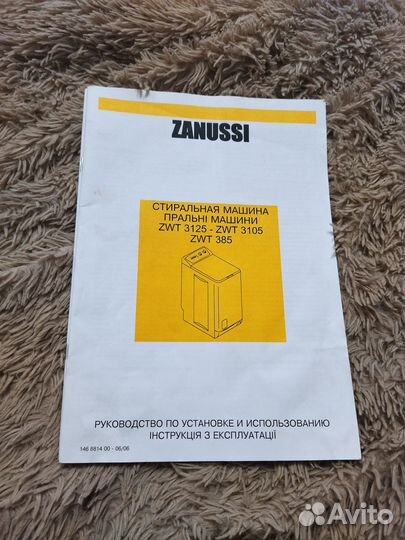 ZANUSSI
СТИРАЛЬНАЯ МАШИНА
ПРАЛЬНІ МАШИНИ
ZWT 3125 - ZWT 3105
ZWT 385
РУКОВОДСТВО ПО УСТАНОВКЕ И ИСПОЛЬЗОВАНИЮ
ІНСТРУКЦІЯ З ЕКСПЛУАТАЦІЇ
146 8814 00 - 06/06
Avito